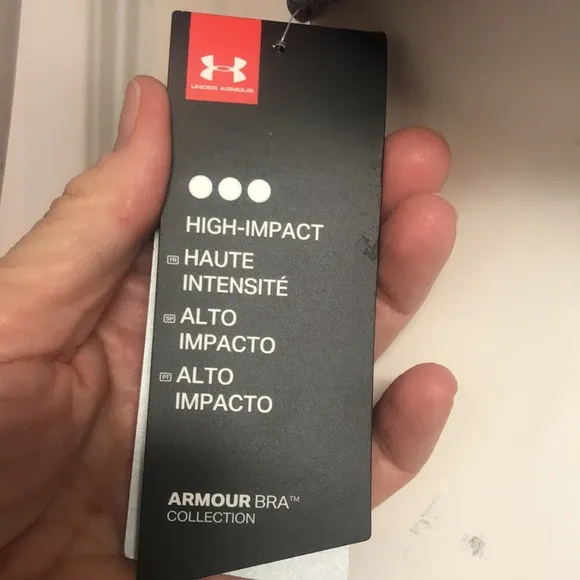 UNDER ARMOUR
HIGH-IMPACT
FR HAUTE
INTENSITÉ
SP ALTO
IMPACTO
PT ALTO
IMPACTO
ARMOUR BRA™
COLLECTION